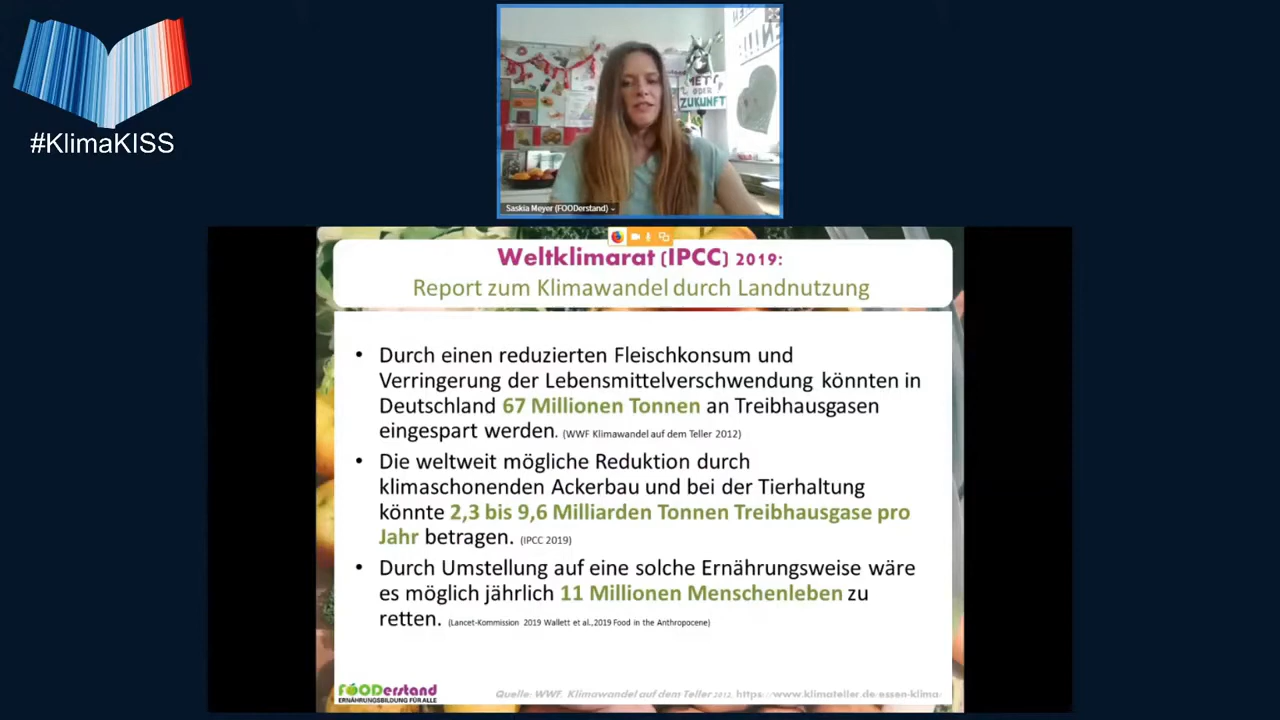 #KlimaKISS
METT
ODER
ZUKUNFT
Saskia Meyer (FOODerstand)
Weltklimarat (IPCC) 2019:
Report zum Klimawandel durch Landnutzung
• Durch einen reduzierten Fleischkonsum und
Verringerung der Lebensmittelverschwendung könnten in
Deutschland 67 Millionen Tonnen an Treibhausgasen
eingespart werden. (WWF Klimawandel auf dem Teller 2012)
• Die weltweit mögliche Reduktion durch
klimaschonenden Ackerbau und bei der Tierhaltung
könnte 2,3 bis 9,6 Milliarden Tonnen Treibhausgase pro
Jahr betragen. (IPCC 2019)
• Durch Umstellung auf eine solche Ernährungsweise wäre
es möglich jährlich 11 Millionen Menschenleben zu
retten. (Lancet-Kommission 2019 Wallett et al.,2019 Food in the Anthropocene)
FOODerstand
ERNÄHRUNGSBILDUNG FÜR ALLE
Quelle: WWF. Klimawandel auf dem Teller 2012, https://www.klimateller.de/essen-klima